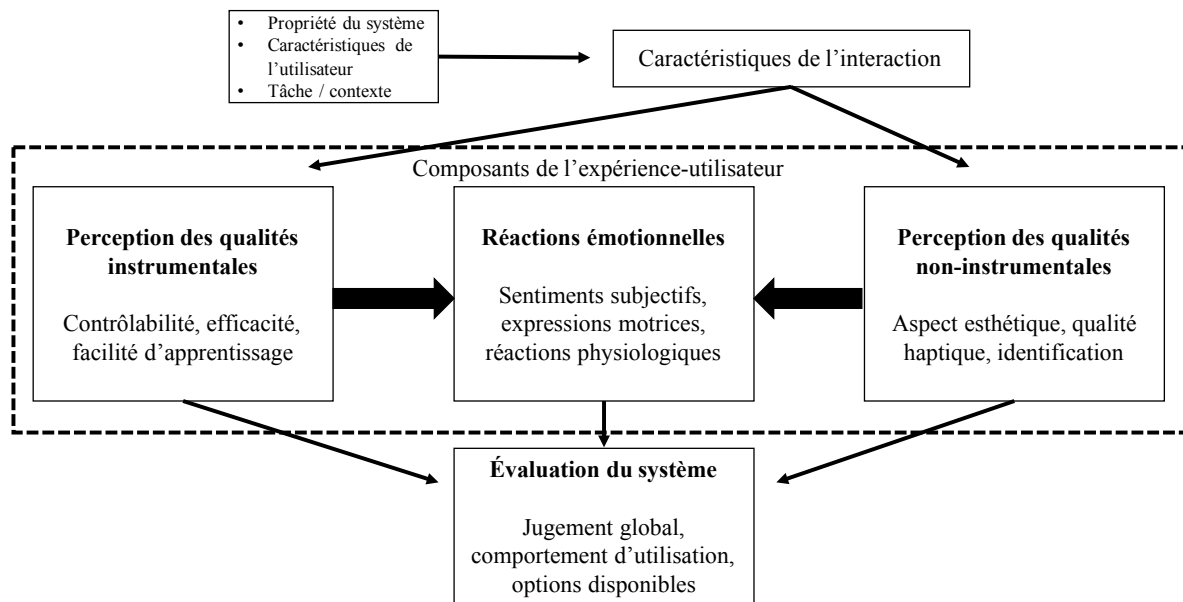 • Propriété du système
• Caractéristiques de
l’utilisateur
• Tâche / contexte
Caractéristiques de l’interaction
Composants de l’expérience-utilisateur
Perception des qualités
instrumentales
Contrôlabilité, efficacité,
facilité d’apprentissage
Réactions émotionnelles
Sentiments subjectifs,
expressions motrices,
réactions physiologiques
Perception des qualités
non-instrumentales
Aspect esthétique, qualité
haptique, identification
Évaluation du système
Jugement global,
comportement d’utilisation,
options disponibles